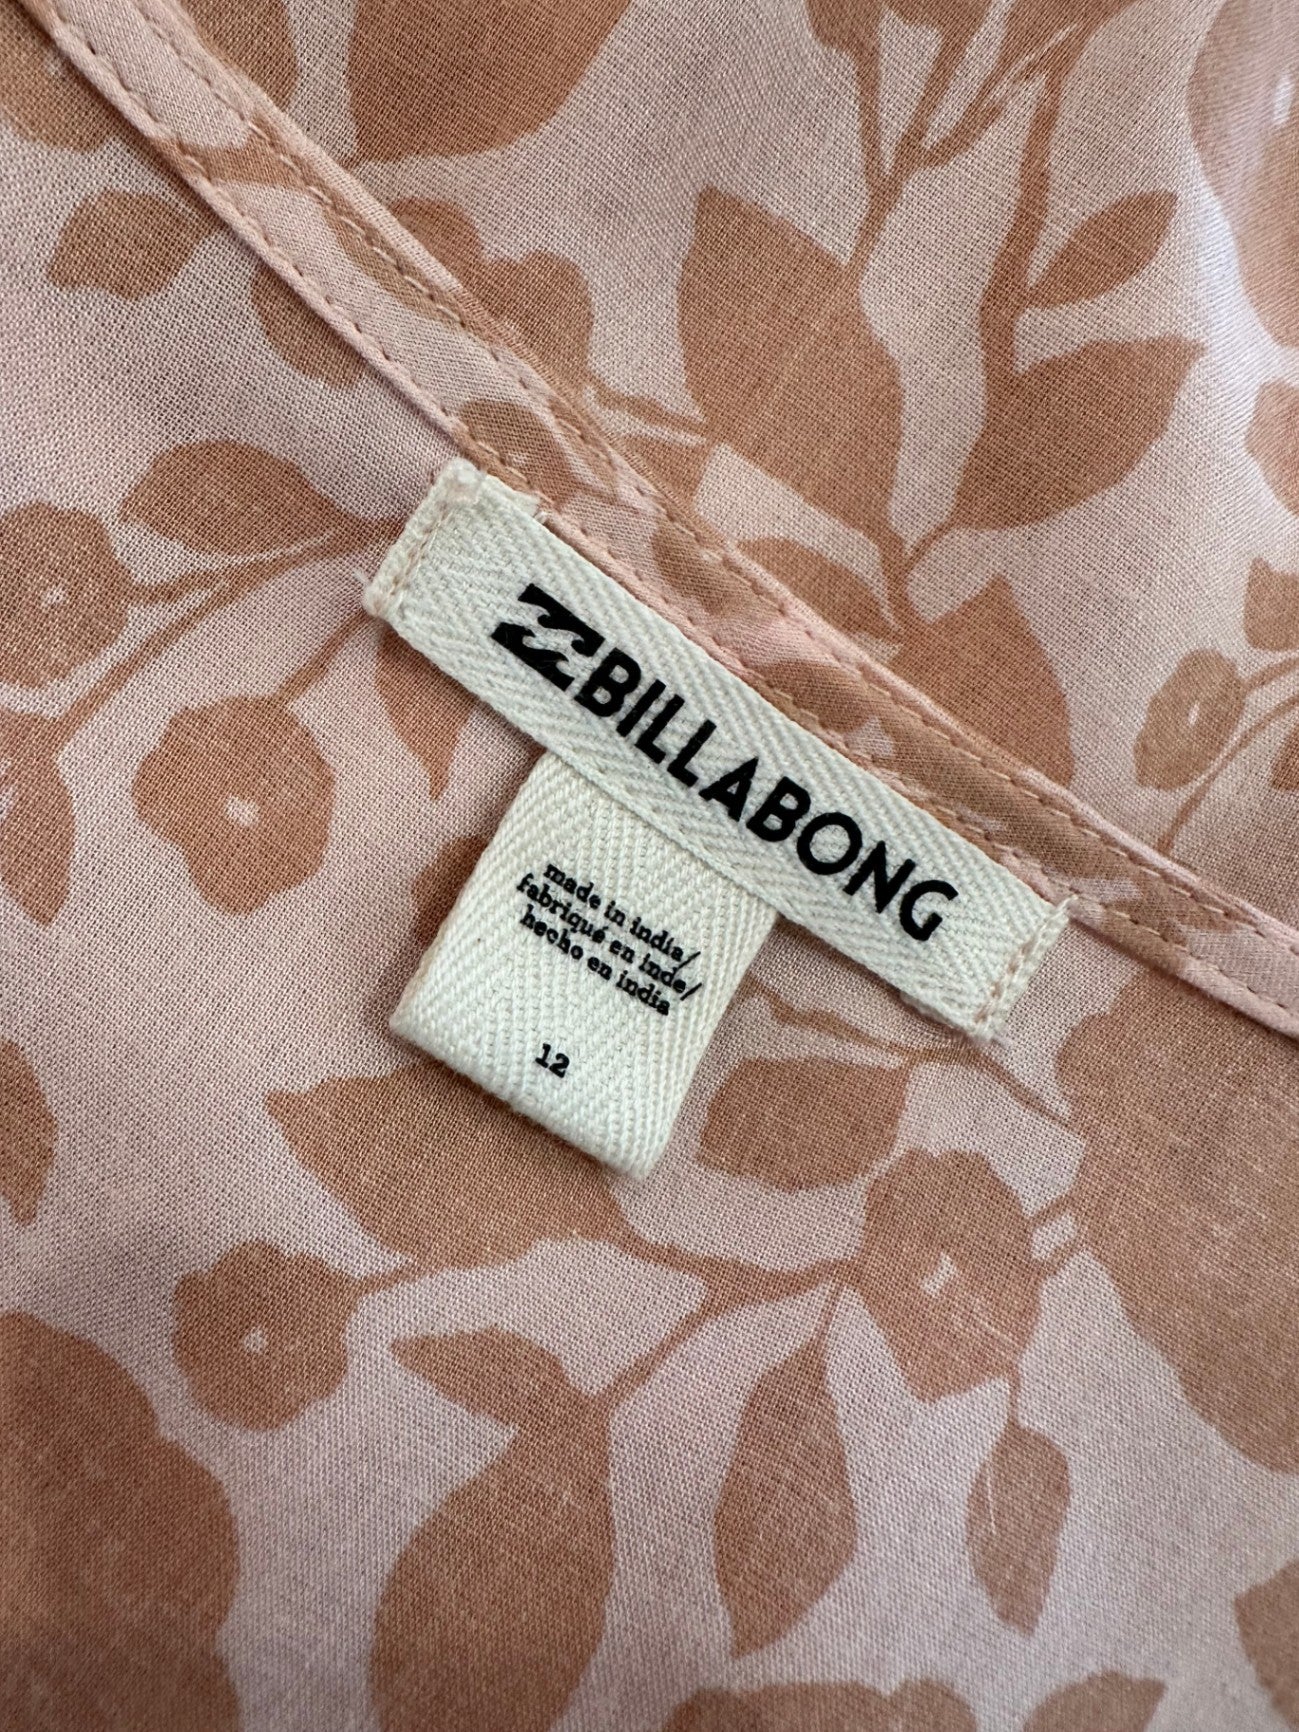 BILLABONG
made in india/
fabriqué en inde/
hecho en india
12